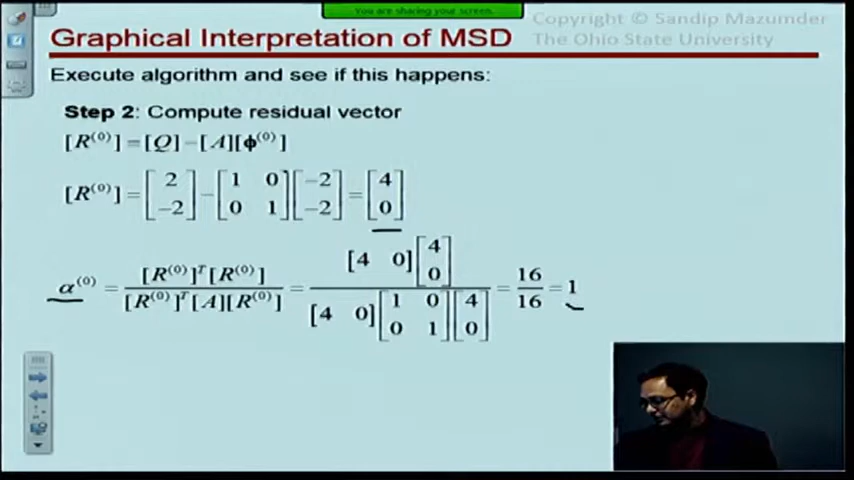 You are sharing your screen.
Copyright © Sandip Mazumder
Graphical Interpretation of MSD
The Ohio State University
Execute algorithm and see if this happens:
Step 2: Compute residual vector
[R^(0)] = [Q] − [A][ϕ^(0)]
[R^(0)] = [2 −2] − [1 0 0 1][−2 −2] = [4 0]
α^(0) = [R^(0)]^T [R^(0)] / [R^(0)]^T [A][R^(0)] = [4 0][4 0] / [4 0][1 0 0 1][4 0] = 16/16 = 1